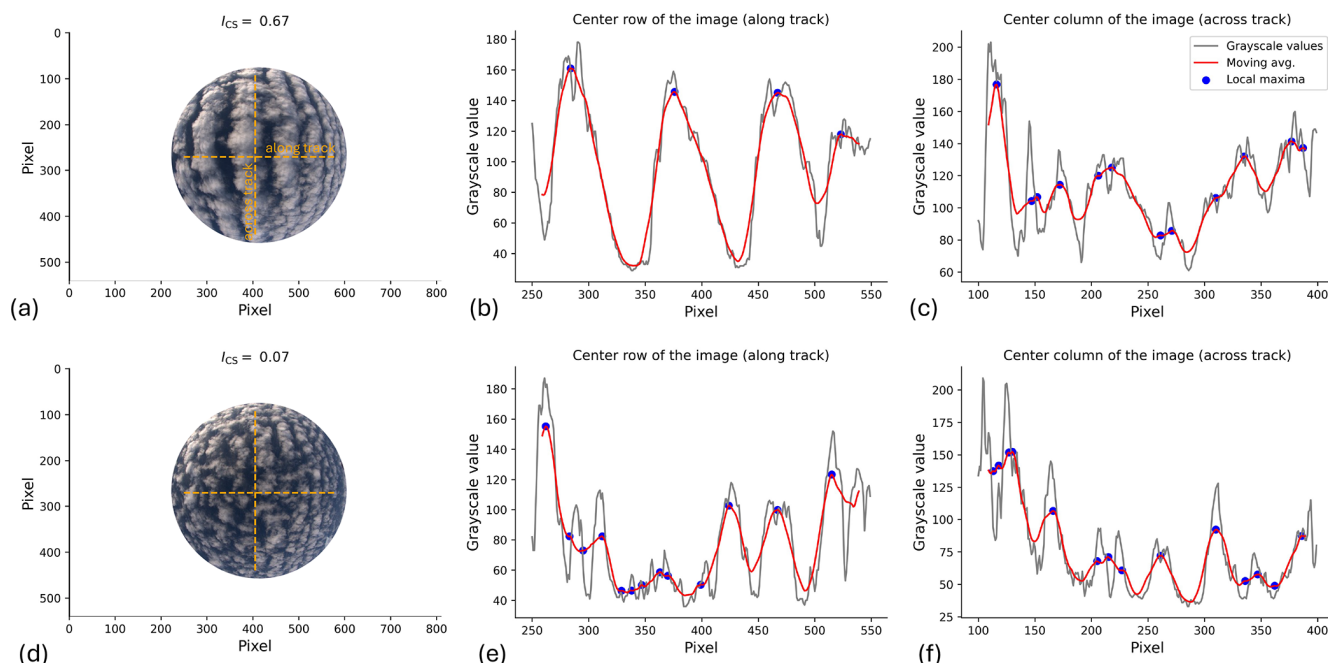 I_CS = 0.67
0
100
200
300
400
500
Pixel
along track
across track
0 100 200 300 400 500 600 700 800
Pixel
(a)
Center row of the image (along track)
180
160
140
120
100
80
60
40
Grayscale value
250 300 350 400 450 500 550
Pixel
(b)
Center column of the image (across track)
Grayscale values
Moving avg.
Local maxima
200
180
160
140
120
100
80
60
Grayscale value
100 150 200 250 300 350 400
Pixel
(c)
I_CS = 0.07
0
100
200
300
400
500
Pixel
0 100 200 300 400 500 600 700 800
Pixel
(d)
Center row of the image (along track)
180
160
140
120
100
80
60
40
Grayscale value
250 300 350 400 450 500 550
Pixel
(e)
Center column of the image (across track)
200
175
150
125
100
75
50
25
Grayscale value
100 150 200 250 300 350 400
Pixel
(f)